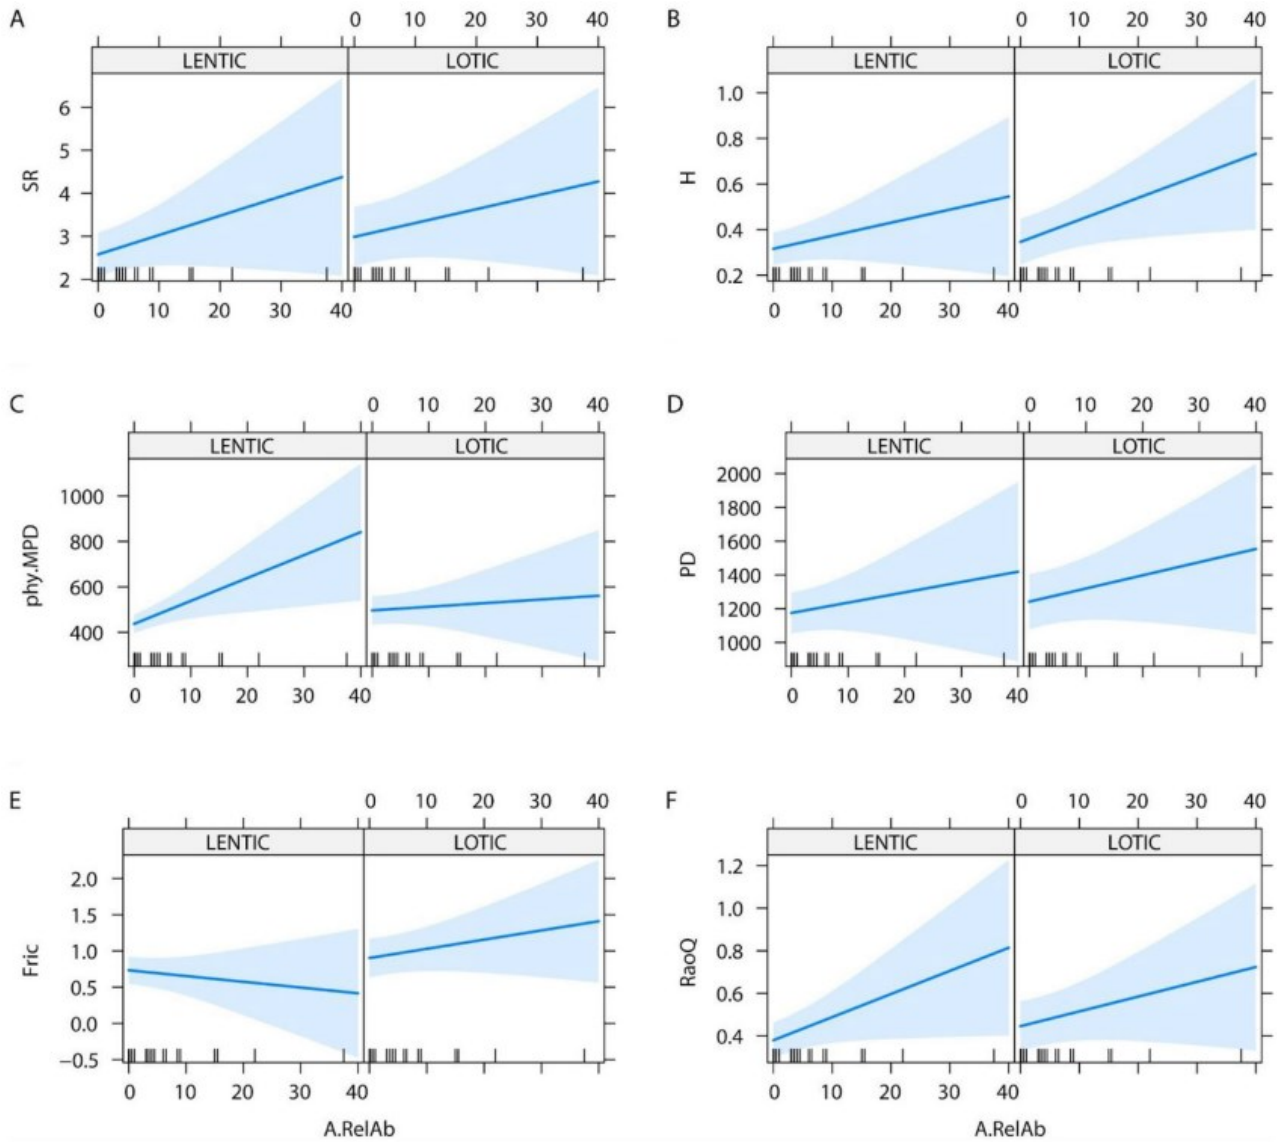 A
0 10 20 30 40
LENTIC LOTIC
6
5
4
3
2
SR
0 10 20 30 40
B
0 10 20 30 40
LENTIC LOTIC
1.0
0.8
0.6
0.4
0.2
H
0 10 20 30 40
C
0 10 20 30 40
LENTIC LOTIC
1000
800
600
400
phy.MPD
0 10 20 30 40
D
0 10 20 30 40
LENTIC LOTIC
2000
1800
1600
1400
1200
1000
PD
0 10 20 30 40
E
0 10 20 30 40
LENTIC LOTIC
2.0
1.5
1.0
0.5
0.0
−0.5
Fric
0 10 20 30 40
A.RelAb
F
0 10 20 30 40
LENTIC LOTIC
1.2
1.0
0.8
0.6
0.4
RaoQ
0 10 20 30 40
A.RelAb